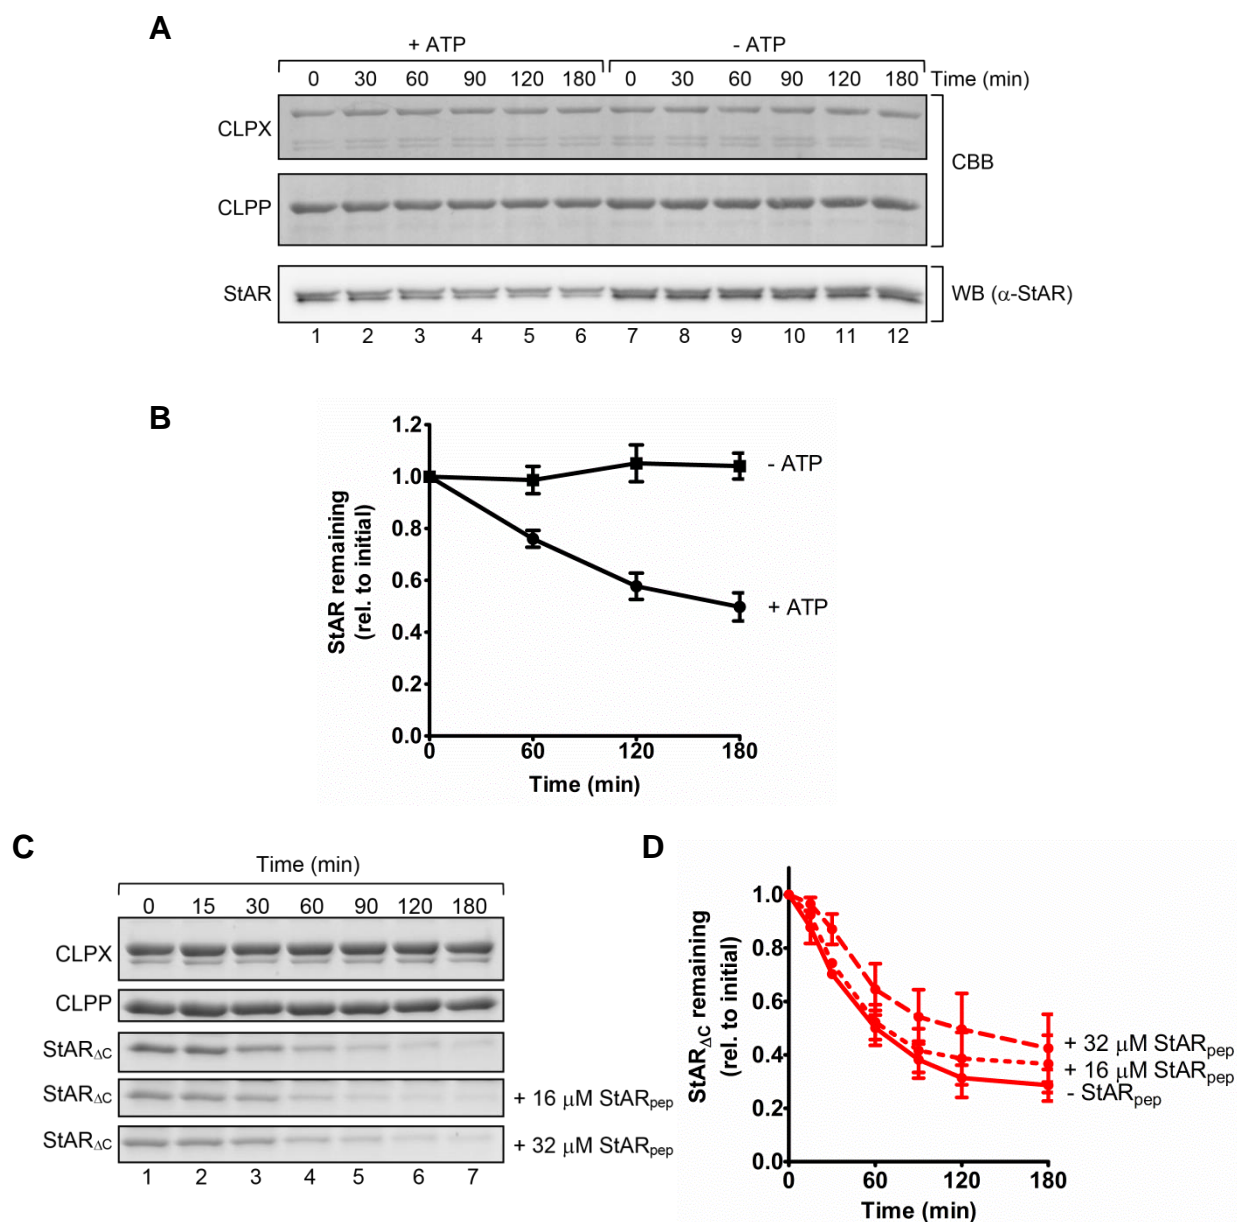 A
+ ATP - ATP
0 30 60 90 120 180 0 30 60 90 120 180 Time (min)
CLPX
CBB
CLPP
StAR
WB (α-StAR)
1 2 3 4 5 6 7 8 9 10 11 12
B
1.2
1.0
0.8
0.6
0.4
0.2
0.0
StAR remaining
(rel. to initial)
- ATP
+ ATP
0 60 120 180
Time (min)
C
Time (min)
0 15 30 60 90 120 180
CLPX
CLPP
StARΔC
StARΔC + 16 μM StARpep
StARΔC + 32 μM StARpep
1 2 3 4 5 6 7
D
1.0
0.8
0.6
0.4
0.2
0.0
StARΔC remaining
(rel. to initial)
+ 32 μM StARpep
+ 16 μM StARpep
- StARpep
0 60 120 180
Time (min)